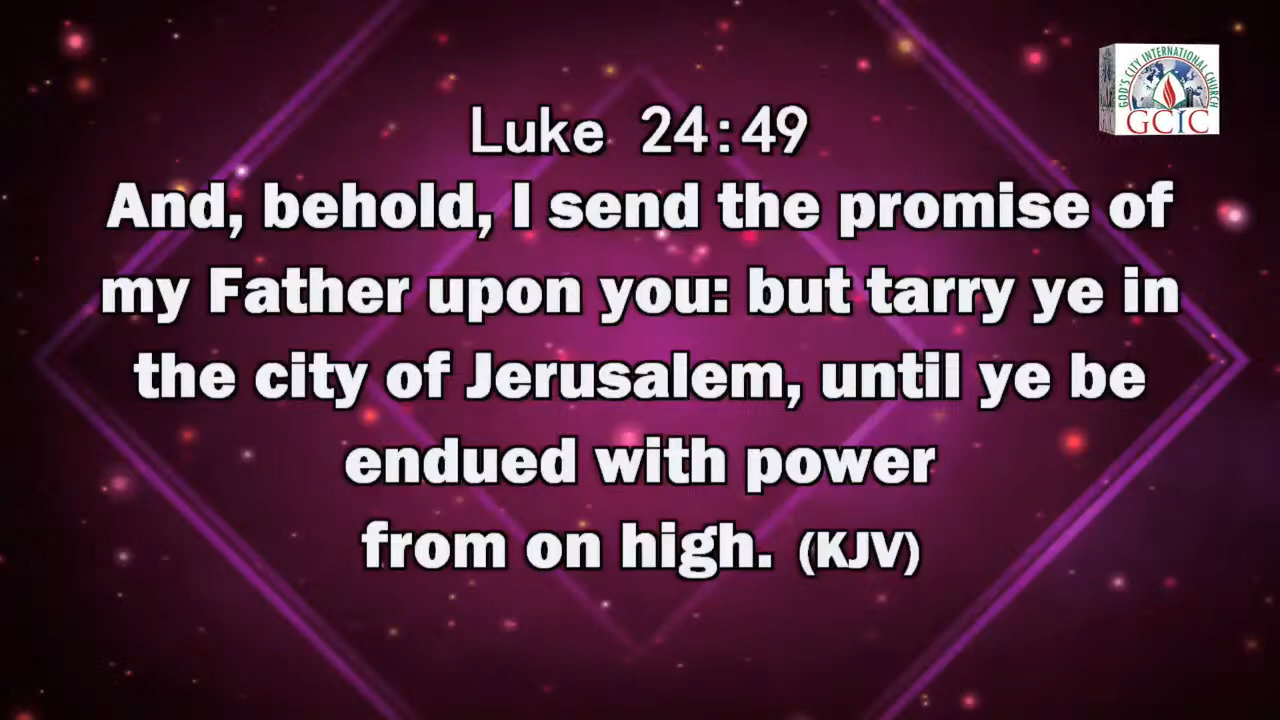 GOD'S CITY INTERNATIONAL CHURCH
GCIC
Luke 24:49
And, behold, I send the promise of
my Father upon you: but tarry ye in
the city of Jerusalem, until ye be
endued with power
from on high. (KJV)